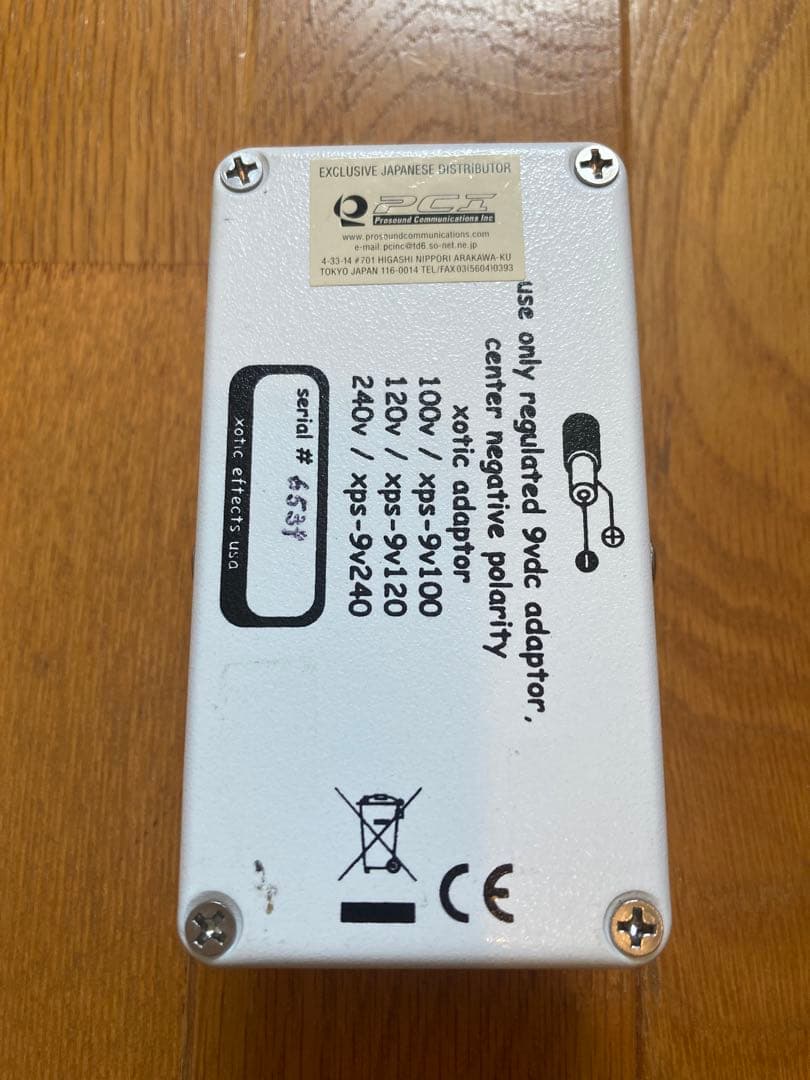 EXCLUSIVE JAPANESE DISTRIBUTOR
PCI
Prosound Communications Inc
www.prosoundcommunications.com
e-mail:pcinc@td6.so-net.ne.jp
4-33-14 #701 HIGASHI NIPPORI ARAKAWA-KU
TOKYO JAPAN 116-0014 TEL/FAX03(5604)0393
use only regulated 9vdc adaptor,
center negative polarity
xotic adaptor
100v / xps-9v100
120v / xps-9v120
240v / xps-9v240
serial #
xotic effects usa
CE